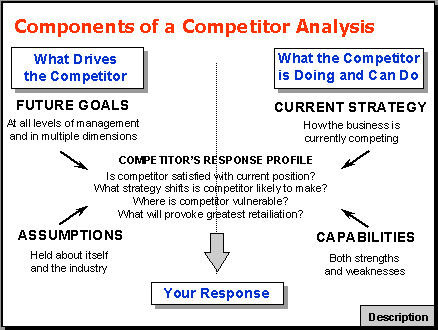 Components of a Competitor Analysis
What Drives
the Competitor
What the Competitor
is Doing and Can Do
FUTURE GOALS
At all levels of management
and in multiple dimensions
CURRENT STRATEGY
How the business is
currently competing
COMPETITOR'S RESPONSE PROFILE
Is competitor satisfied with current position?
What strategy shifts is competitor likely to make?
Where is competitor vulnerable?
What will provoke greatest retailiation?
ASSUMPTIONS
Held about itself
and the industry
CAPABILITIES
Both strengths
and weaknesses
Your Response
Description